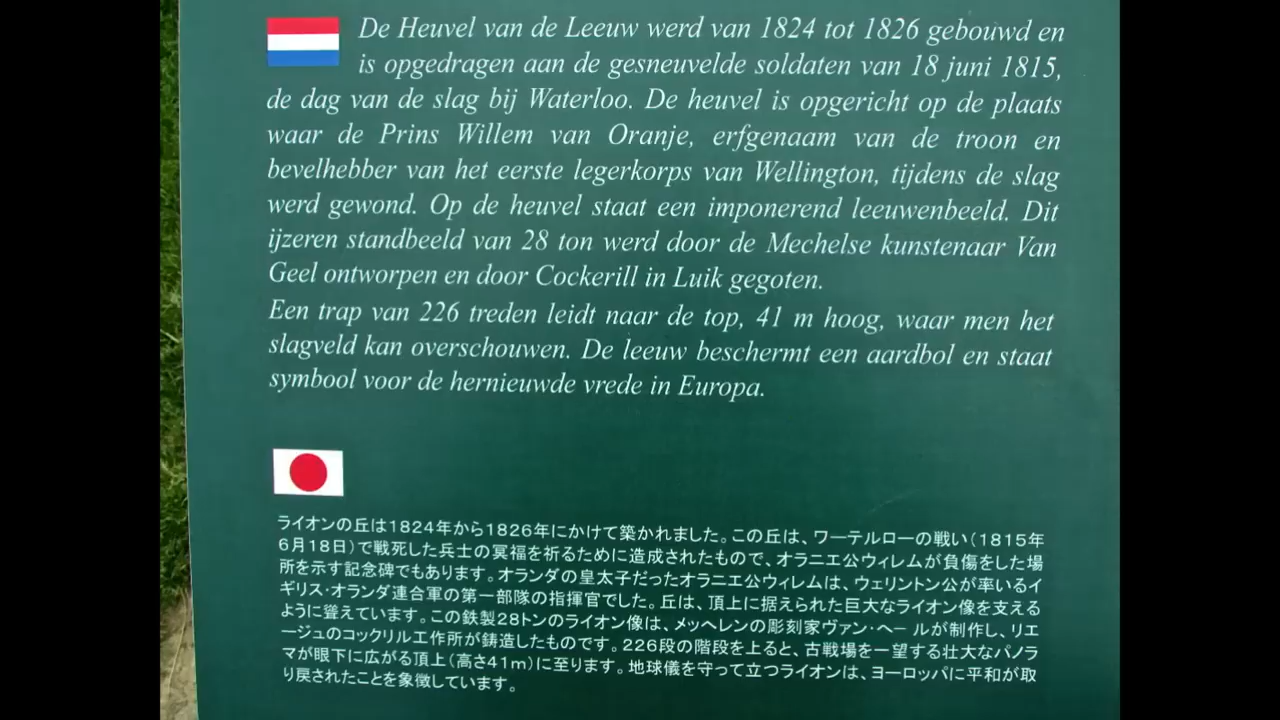 De Heuvel van de Leeuw werd van 1824 tot 1826 gebouwd en
is opgedragen aan de gesneuvelde soldaten van 18 juni 1815,
de dag van de slag bij Waterloo. De heuvel is opgericht op de plaats
waar de Prins Willem van Oranje, erfgenaam van de troon en
bevelhebber van het eerste legerkorps van Wellington, tijdens de slag
werd gewond. Op de heuvel staat een imponerend leeuwenbeeld. Dit
ijzeren standbeeld van 28 ton werd door de Mechelse kunstenaar Van
Geel ontworpen en door Cockerill in Luik gegoten.
Een trap van 226 treden leidt naar de top, 41 m hoog, waar men het
slagveld kan overschouwen. De leeuw beschermt een aardbol en staat
symbool voor de hernieuwde vrede in Europa.
ライオンの丘は1824年から1826年にかけて築かれました。この丘は、ワーテルローの戦い(1815年
6月18日)で戦死した兵士の冥福を祈るために造成されたもので、オラニエ公ウィレムが負傷をした場
所を示す記念碑でもあります。オランダの皇太子だったオラニエ公ウィレムは、ウェリントン公が率いるイ
ギリス・オランダ連合軍の第一部隊の指揮官でした。丘は、頂上に据えられた巨大なライオン像を支える
ように聳えています。この鉄製28トンのライオン像は、メッヘレンの彫刻家ヴァン・ヘールが制作し、リエ
ージュのコックリル工作所が鋳造したものです。226段の階段を上ると、古戦場を一望する壮大なパノラ
マが眼下に広がる頂上(高さ41m)に至ります。地球儀を守って立つライオンは、ヨーロッパに平和が取
り戻されたことを象徴しています。